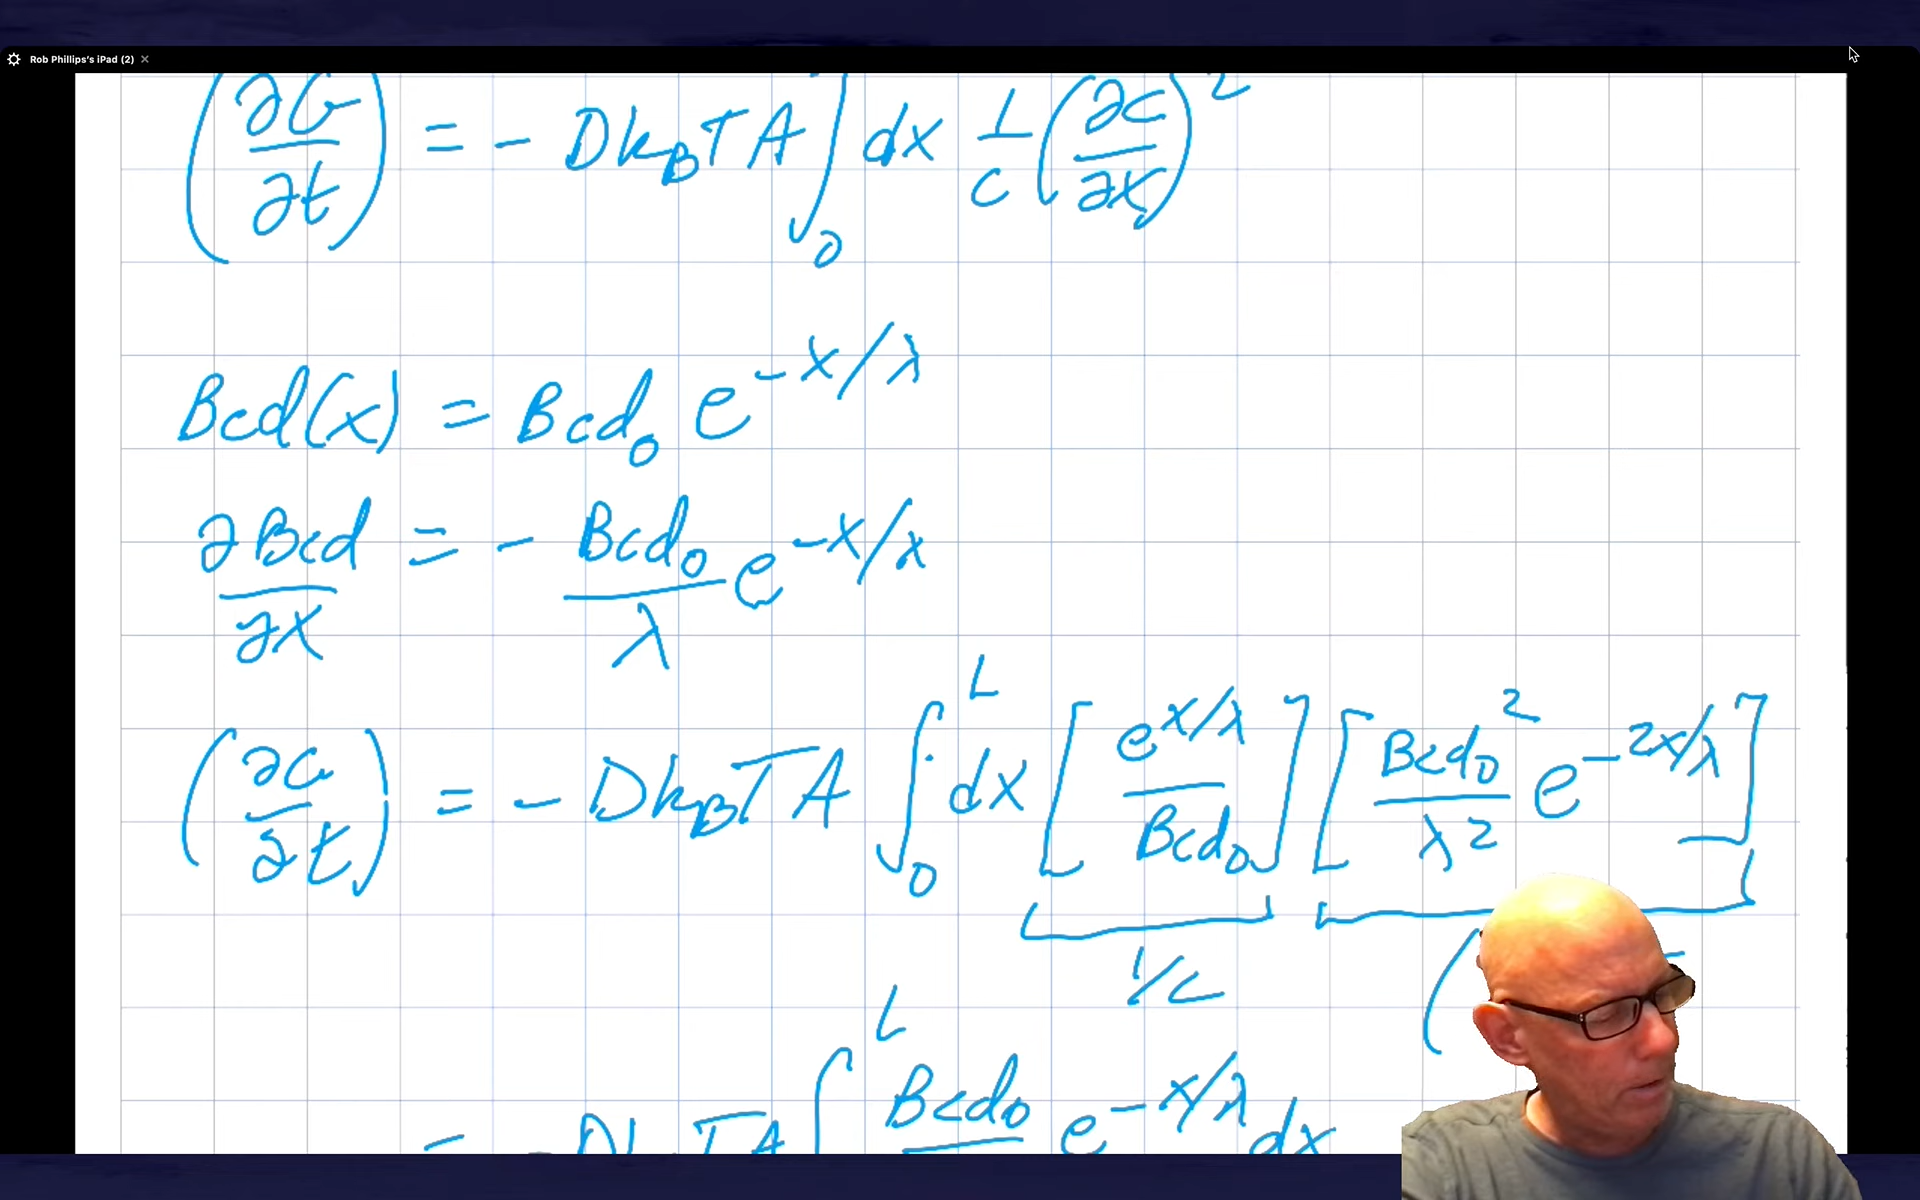 Rob Phillips's iPad (2)
(∂G/∂t) = - Dk_BTA ∫_0 dx 1/c (∂c/∂x)^2
Bcd(x) = Bcd_0 e^{-x/λ}
∂Bcd/∂x = - Bcd_0/λ e^{-x/λ}
(∂G/∂t) = - Dk_BTA ∫_0^L dx [e^{x/λ}/Bcd_0] [Bcd_0^2/λ^2 e^{-2x/λ}]
1/c (
= - TA ∫^L Bcd_0 e^{-x/λ} dx